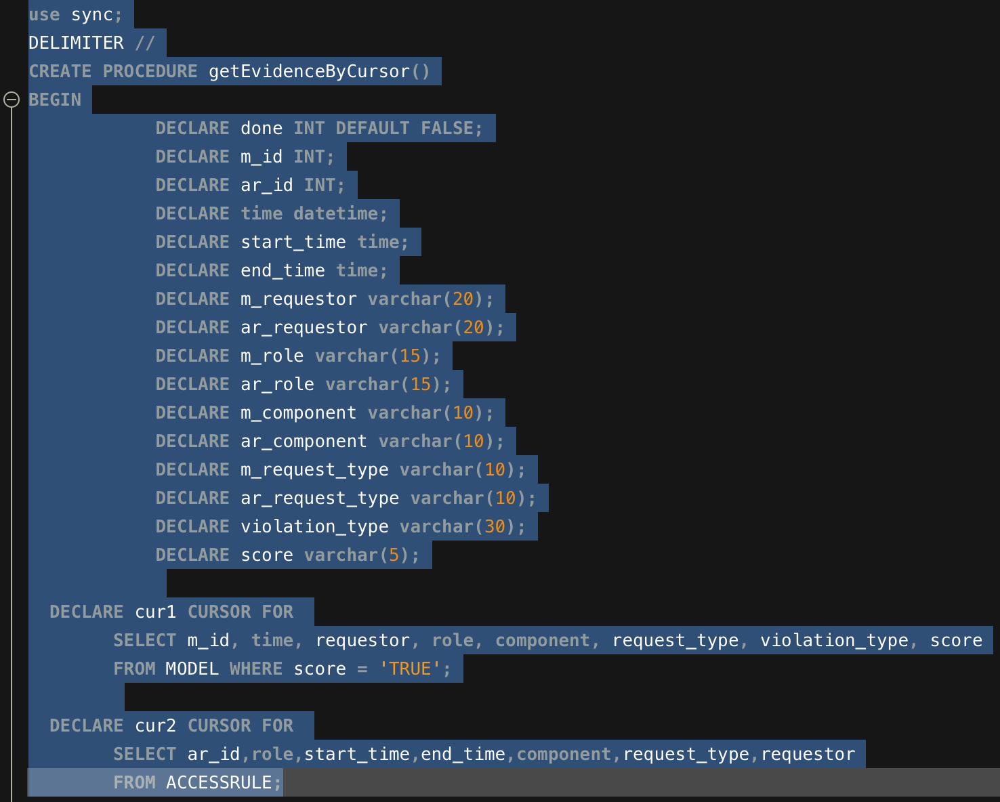 use sync;
DELIMITER //
CREATE PROCEDURE getEvidenceByCursor()
BEGIN
DECLARE done INT DEFAULT FALSE;
DECLARE m_id INT;
DECLARE ar_id INT;
DECLARE time datetime;
DECLARE start_time time;
DECLARE end_time time;
DECLARE m_requestor varchar(20);
DECLARE ar_requestor varchar(20);
DECLARE m_role varchar(15);
DECLARE ar_role varchar(15);
DECLARE m_component varchar(10);
DECLARE ar_component varchar(10);
DECLARE m_request_type varchar(10);
DECLARE ar_request_type varchar(10);
DECLARE violation_type varchar(30);
DECLARE score varchar(5);
DECLARE cur1 CURSOR FOR
SELECT m_id, time, requestor, role, component, request_type, violation_type, score
FROM MODEL WHERE score = 'TRUE';
DECLARE cur2 CURSOR FOR
SELECT ar_id,role,start_time,end_time,component,request_type,requestor
FROM ACCESSRULE;